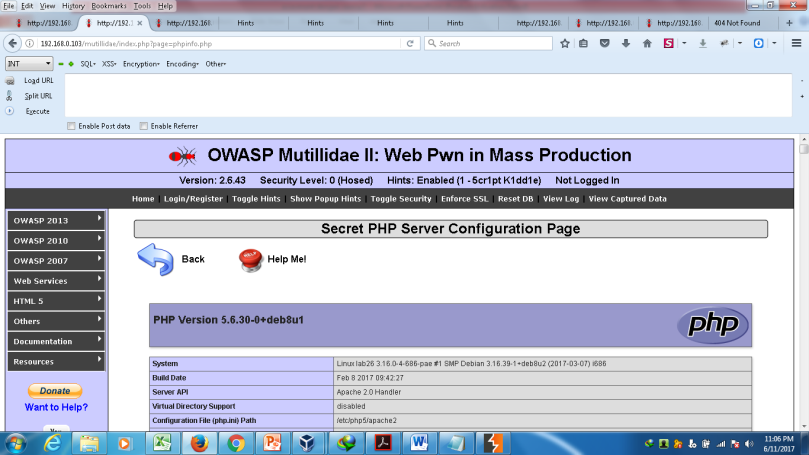 File Edit View History Bookmarks Tools Help
http://192.168 http://192. http://192.168 Hints Hints Hints Hints http://192.168 http://192.168 http://192.168 404 Not Found
192.168.0.103/mutillidae/index.php?page=phpinfo.php Search
INT SQL- XSS- Encryption- Encoding- Other-
Load URL
Split URL
Execute
Enable Post data Enable Referrer
OWASP Mutillidae II: Web Pwn in Mass Production
Version: 2.6.43 Security Level: 0 (Hosed) Hints: Enabled (1 - 5cr1pt K1dd1e) Not Logged In
Home | Login/Register | Toggle Hints | Show Popup Hints | Toggle Security | Enforce SSL | Reset DB | View Log | View Captured Data
OWASP 2013
OWASP 2010
OWASP 2007
Web Services
HTML 5
Others
Documentation
Resources
Donate
Want to Help?
Secret PHP Server Configuration Page
Back HELP Help Me!
PHP Version 5.6.30-0+deb8u1 php
System Linux lab26 3.16.0-4-686-pae #1 SMP Debian 3.16.39-1+deb8u2 (2017-03-07) i686
Build Date Feb 8 2017 09:42:27
Server API Apache 2.0 Handler
Virtual Directory Support disabled
Configuration File (php.ini) Path /etc/php5/apache2
11:06 PM
6/11/2017